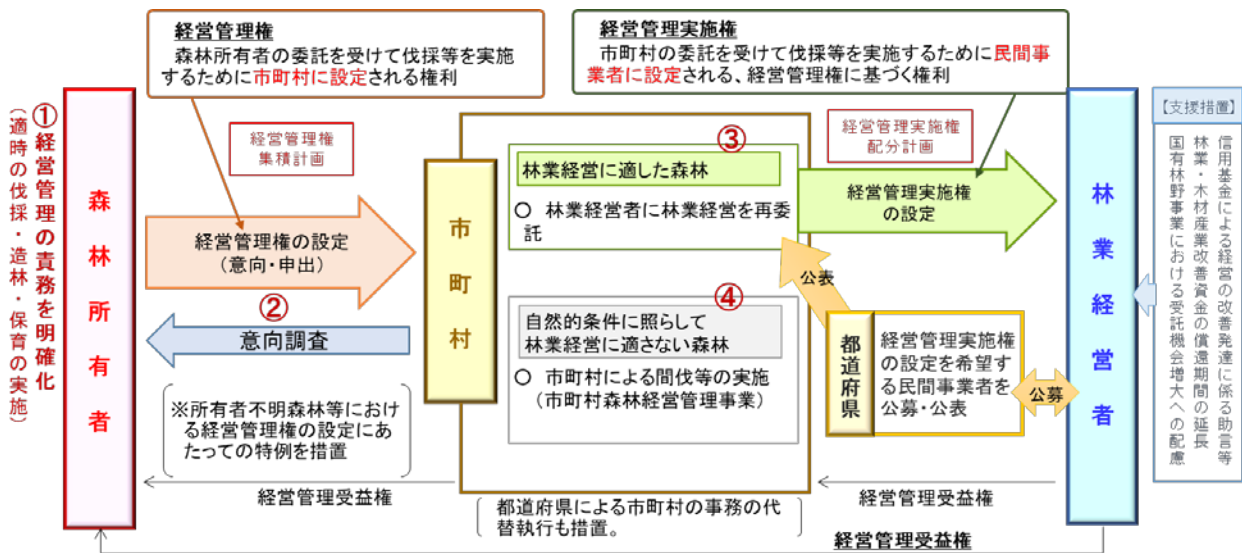 経営管理権
森林所有者の委託を受けて伐採等を実施
するために市町村に設定される権利
経営管理実施権
市町村の委託を受けて伐採等を実施するために民間事
業者に設定される、経営管理権に基づく権利
①経営管理の責務を明確化
（適時の伐採・造林・保育の実施）
森林所有者
経営管理権
集積計画
経営管理権の設定
（意向・申出）
②
意向調査
※所有者不明森林等におけ
る経営管理権の設定にあ
たっての特例を措置
経営管理受益権
市町村
③
林業経営に適した森林
○ 林業経営者に林業経営を再委
託
④
自然的条件に照らして
林業経営に適さない森林
○ 市町村による間伐等の実施
（市町村森林経営管理事業）
都道府県による市町村の事務の代
替執行も措置。
経営管理実施権
配分計画
経営管理実施権
の設定
公表
都道府県
経営管理実施権
の設定を希望す
る民間事業者を
公募・公表
公募
経営管理受益権
経営管理受益権
林業経営者
【支援措置】
信用基金による経営の改善発達に係る助言等
林業・木材産業改善資金の償還期間の延長
国有林野事業における受託機会増大への配慮